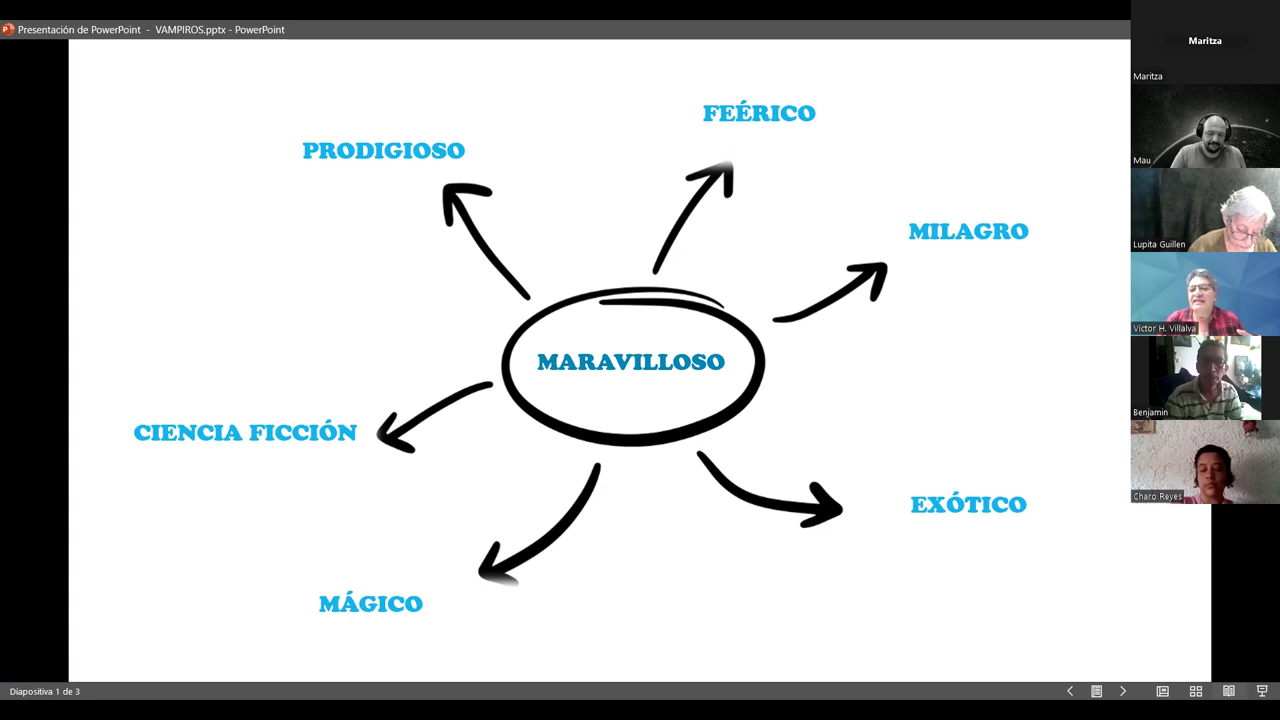 Presentación de PowerPoint - VAMPIROS.pptx - PowerPoint
FEÉRICO
PRODIGIOSO
MILAGRO
MARAVILLOSO
CIENCIA FICCIÓN
EXÓTICO
MÁGICO
Diapositiva 1 de 3
Maritza
Maritza
Mau
Lupita Guillen
Victor H. Villalva
Benjamin
Charo Reyes